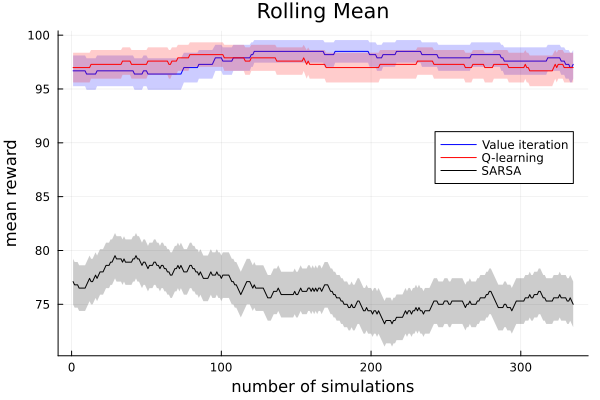 Rolling Mean
100
95
90
85
80
75
mean reward
Value iteration
Q-learning
SARSA
0 100 200 300
number of simulations